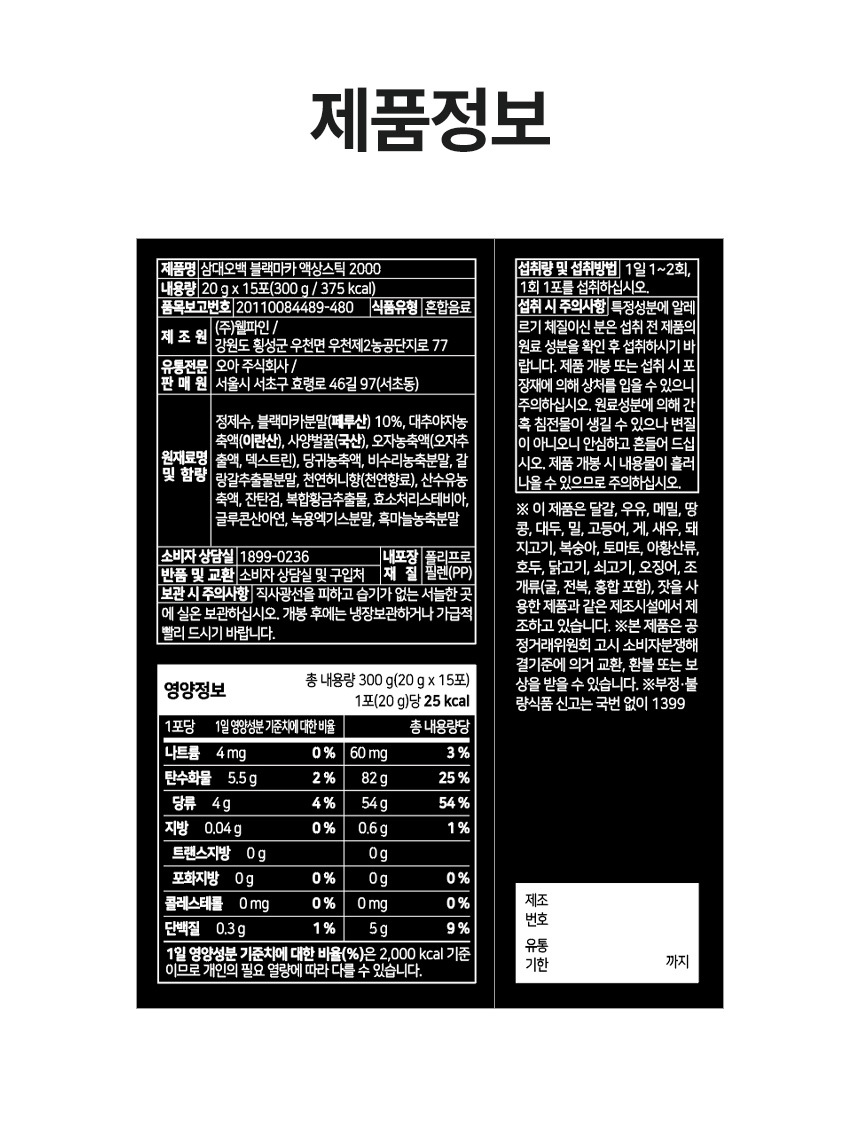 제품정보
제품명 삼대오백 블랙마카 액상스틱 2000
내용량 20 g x 15포(300 g / 375 kcal)
품목보고번호 20110084489-480 식품유형 혼합음료
제 조 원 (주)웰파인 /
강원도 횡성군 우천면 우천제2농공단지로 77
유통전문
판 매 원 오아 주식회사 /
서울시 서초구 효령로 46길 97(서초동)
원재료명
및 함량
정제수, 블랙마카분말(페루산) 10%, 대추야자농
축액(이란산), 사양벌꿀(국산), 오자농축액(오자추
출액, 덱스트린), 당귀농축액, 비수리농축분말, 갈
랑갈추출물분말, 천연허니향(천연향료), 산수유농
축액, 잔탄검, 복합황금추출물, 효소처리스테비아,
글루콘산아연, 녹용엑기스분말, 흑마늘농축분말
소비자 상담실 1899-0236
반품 및 교환 소비자 상담실 및 구입처
내포장
재 질 폴리프로
필렌(PP)
보관 시 주의사항 직사광선을 피하고 습기가 없는 서늘한 곳
에 실온 보관하십시오. 개봉 후에는 냉장보관하거나 가급적
빨리 드시기 바랍니다.
영양정보
총 내용량 300 g(20 g x 15포)
1포(20 g)당 25 kcal
1포당 1일 영양성분 기준치에 대한 비율 총 내용량당
나트륨 4 mg 0 % 60 mg 3 %
탄수화물 5.5 g 2 % 82 g 25 %
당류 4 g 4 % 54 g 54 %
지방 0.04 g 0 % 0.6 g 1 %
트랜스지방 0 g 0 g
포화지방 0 g 0 % 0 g 0 %
콜레스테롤 0 mg 0 % 0 mg 0 %
단백질 0.3 g 1 % 5 g 9 %
1일 영양성분 기준치에 대한 비율(%)은 2,000 kcal 기준
이므로 개인의 필요 열량에 따라 다를 수 있습니다.
섭취량 및 섭취방법 1일 1~2회,
1회 1포를 섭취하십시오.
섭취 시 주의사항 특정성분에 알레
르기 체질이신 분은 섭취 전 제품의
원료 성분을 확인 후 섭취하시기 바
랍니다. 제품 개봉 또는 섭취 시 포
장재에 의해 상처를 입을 수 있으니
주의하십시오. 원료성분에 의해 간
혹 침전물이 생길 수 있으나 변질
이 아니오니 안심하고 흔들어 드십
시오. 제품 개봉 시 내용물이 흘러
나올 수 있으므로 주의하십시오.
※ 이 제품은 달걀, 우유, 메밀, 땅
콩, 대두, 밀, 고등어, 게, 새우, 돼
지고기, 복숭아, 토마토, 아황산류,
호두, 닭고기, 쇠고기, 오징어, 조
개류(굴, 전복, 홍합 포함), 잣을 사
용한 제품과 같은 제조시설에서 제
조하고 있습니다. ※본 제품은 공
정거래위원회 고시 소비자분쟁해
결기준에 의거 교환, 환불 또는 보
상을 받을 수 있습니다. ※부정·불
량식품 신고는 국번 없이 1399
제조
번호
유통
기한 까지